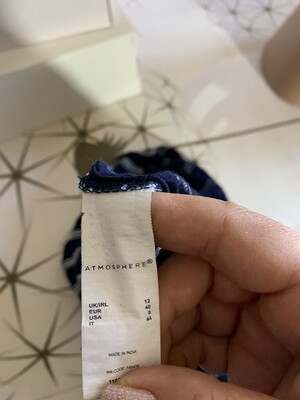 ATMOSPHERE®
UK/IRL 12
EUR 40
USA 8
IT 44
MADE IN INDIA